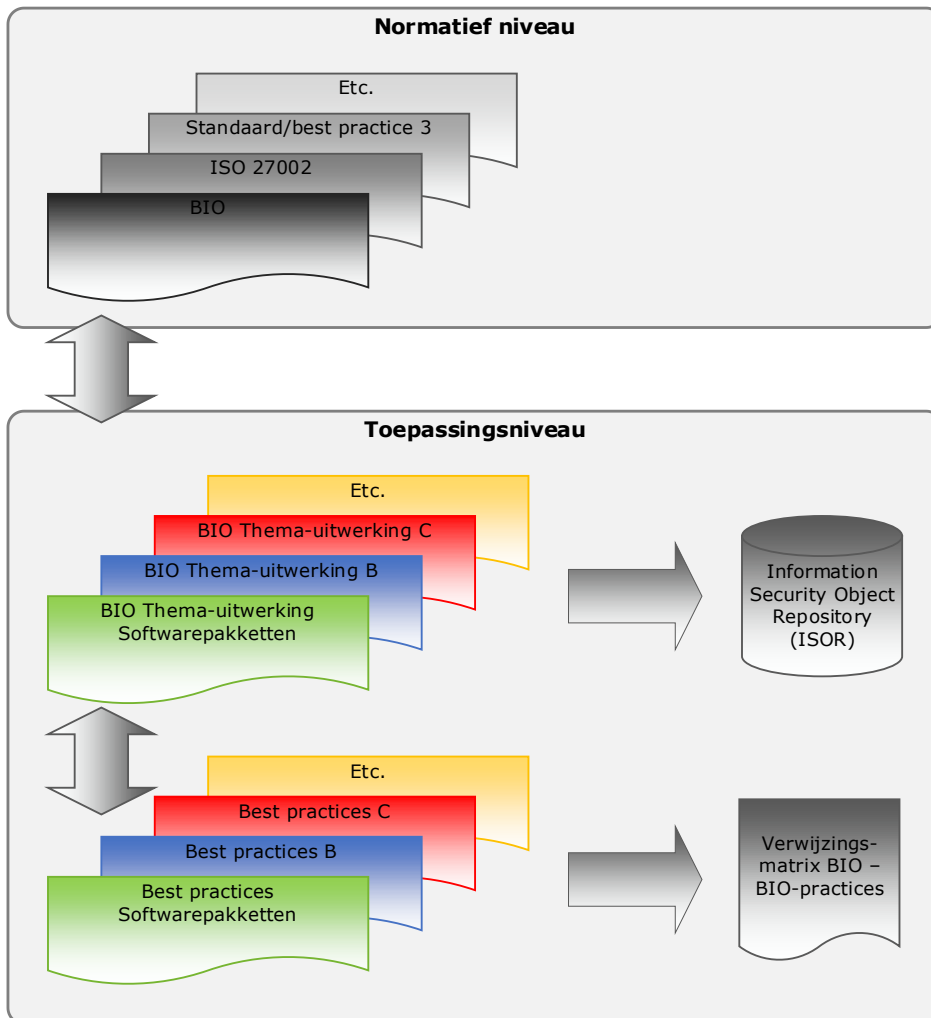 Normatief niveau
Etc.
Standaard/best practice 3
ISO 27002
BIO
Toepassingsniveau
Etc.
BIO Thema-uitwerking C
BIO Thema-uitwerking B
BIO Thema-uitwerking
Softwarepakketten
Information
Security Object
Repository
(ISOR)
Etc.
Best practices C
Best practices B
Best practices
Softwarepakketten
Verwijzings-
matrix BIO –
BIO-practices